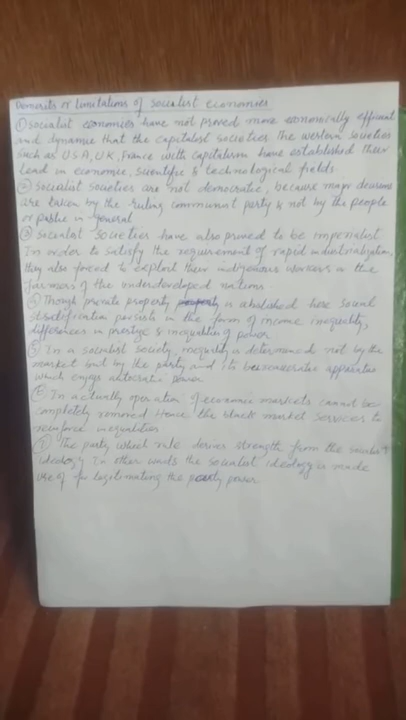 Demerits or limitations of socialist economies
① Socialist economies have not proved more economically efficient
and dynamic that the capitalist societies the western societies
such as USA, UK, France with capitalism have established their
lead in economic, scientific & technological fields.
② Socialist societies are not democratic, because major decisions
are taken by the ruling communist party & not by the people
or public in general
③ Socialist societies have also proved to be imperialist
In order to satisfy the requirement of rapid industrialization,
they also forced to exploit their indigenous workers or the
farmers of the underdeveloped nations.
④ Though private property is abolished here social
stratification persists in the form of income inequality,
differences in prestige & inequalities of power
⑤ In a socialist society inequality is determined not by the
market but by the party and its beaurocratic apparatus
which enjoys autocratic power
⑥ In actuality operation of economic markets cannot be
completely removed Hence the black market services to
reinforce inequalities
⑦ The party which rule derives strength from the socialist
ideology In other words the socialist ideology is made
use of for legitimating the party power